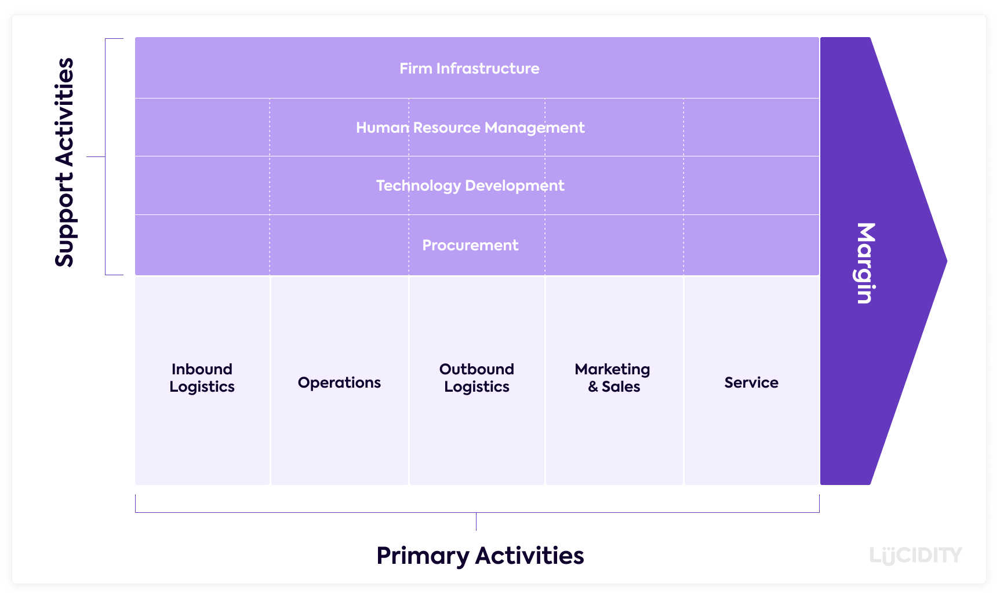 Support Activities
Firm Infrastructure
Human Resource Management
Technology Development
Procurement
Inbound
Logistics
Operations
Outbound
Logistics
Marketing
& Sales
Service
Margin
Primary Activities
LÜCIDITY